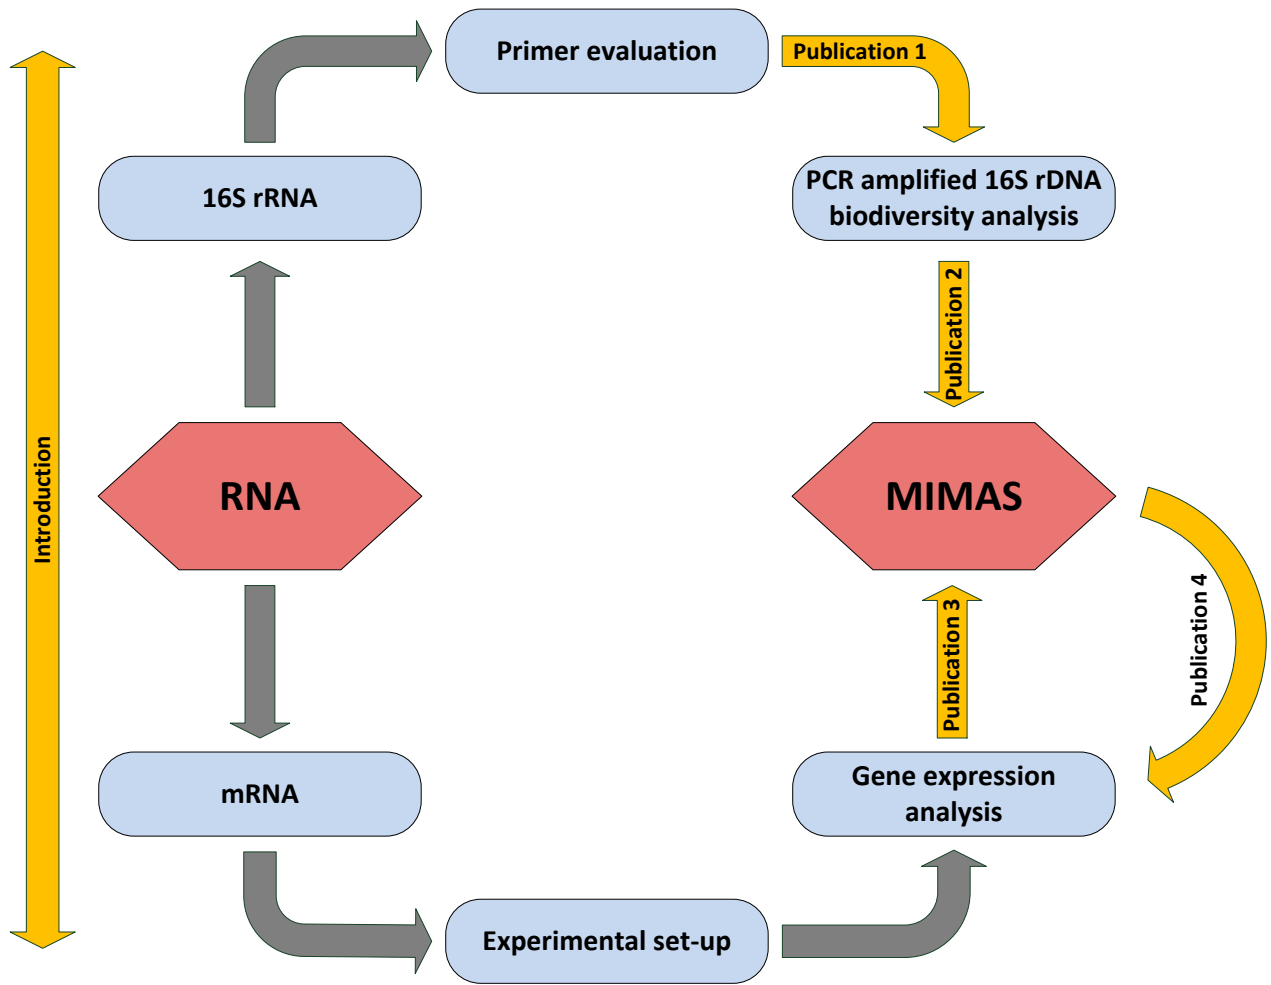 Primer evaluation
Publication 1
16S rRNA
PCR amplified 16S rDNA
biodiversity analysis
Publication 2
Introduction
RNA
MIMAS
Publication 3
Publication 4
mRNA
Gene expression
analysis
Experimental set-up